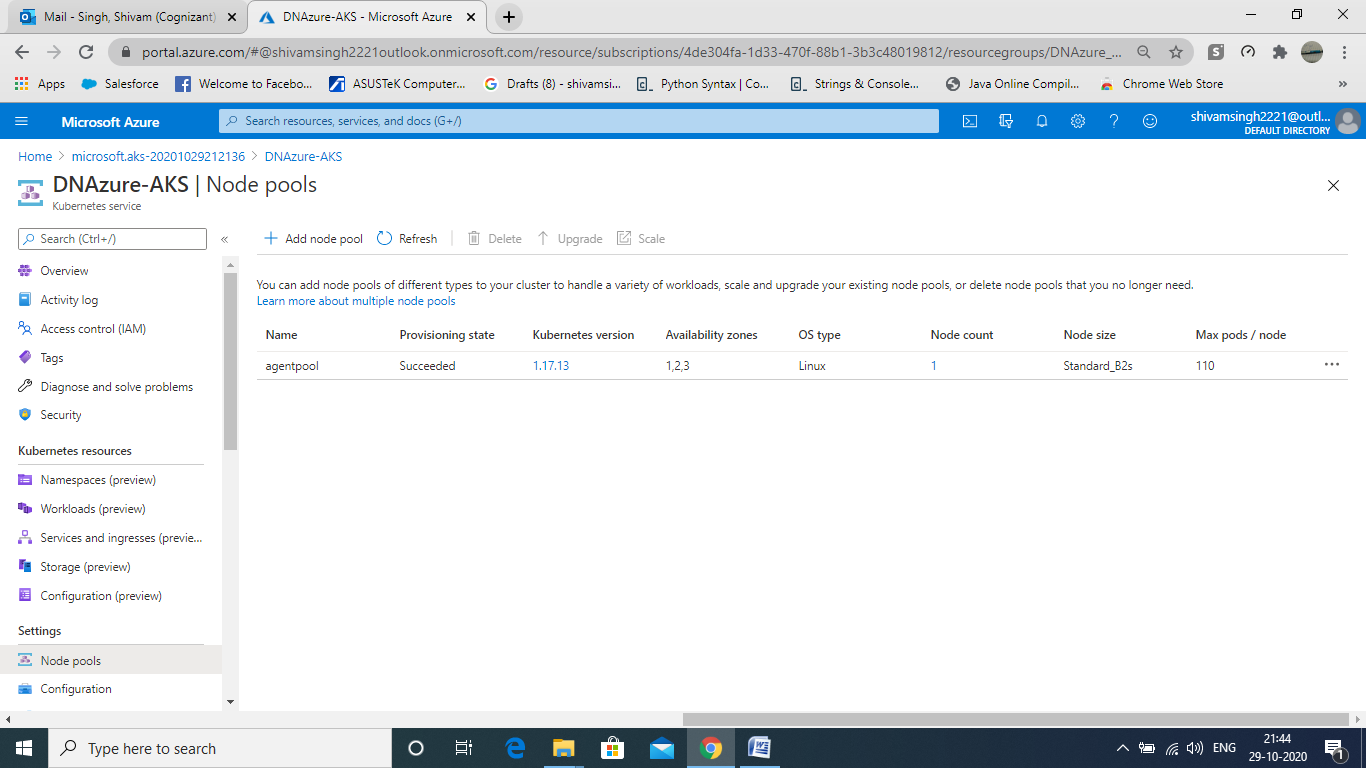 Mail - Singh, Shivam (Cognizant)
DNAzure-AKS - Microsoft Azure
portal.azure.com/#@shivamsingh2221outlook.onmicrosoft.com/resource/subscriptions/4de304fa-1d33-470f-88b1-3b3c48019812/resourcegroups/DNAzure_...
Apps Salesforce Welcome to Facebo... ASUSTeK Computer... Drafts (8) - shivamsi... Python Syntax | Co... Strings & Console... Java Online Compil... Chrome Web Store »
Microsoft Azure
Search resources, services, and docs (G+/)
shivamsingh2221@outl...
DEFAULT DIRECTORY
Home > microsoft.aks-20201029212136 > DNAzure-AKS
DNAzure-AKS | Node pools
Kubernetes service
Search (Ctrl+/) «
Overview
Activity log
Access control (IAM)
Tags
Diagnose and solve problems
Security
Kubernetes resources
Namespaces (preview)
Workloads (preview)
Services and ingresses (previe...
Storage (preview)
Configuration (preview)
Settings
Node pools
Configuration
Add node pool Refresh Delete Upgrade Scale
You can add node pools of different types to your cluster to handle a variety of workloads, scale and upgrade your existing node pools, or delete node pools that you no longer need.
Learn more about multiple node pools
Name Provisioning state Kubernetes version Availability zones OS type Node count Node size Max pods / node
agentpool Succeeded 1.17.13 1,2,3 Linux 1 Standard_B2s 110 ...
Type here to search
ENG
21:44
29-10-2020
1